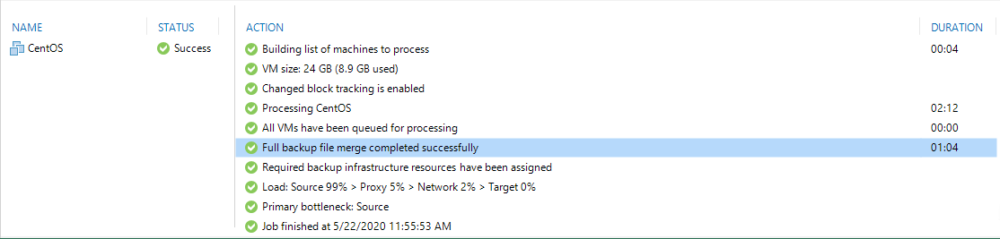 NAME STATUS ACTION DURATION
CentOS Success Building list of machines to process 00:04
VM size: 24 GB (8.9 GB used)
Changed block tracking is enabled
Processing CentOS 02:12
All VMs have been queued for processing 00:00
Full backup file merge completed successfully 01:04
Required backup infrastructure resources have been assigned
Load: Source 99% > Proxy 5% > Network 2% > Target 0%
Primary bottleneck: Source
Job finished at 5/22/2020 11:55:53 AM